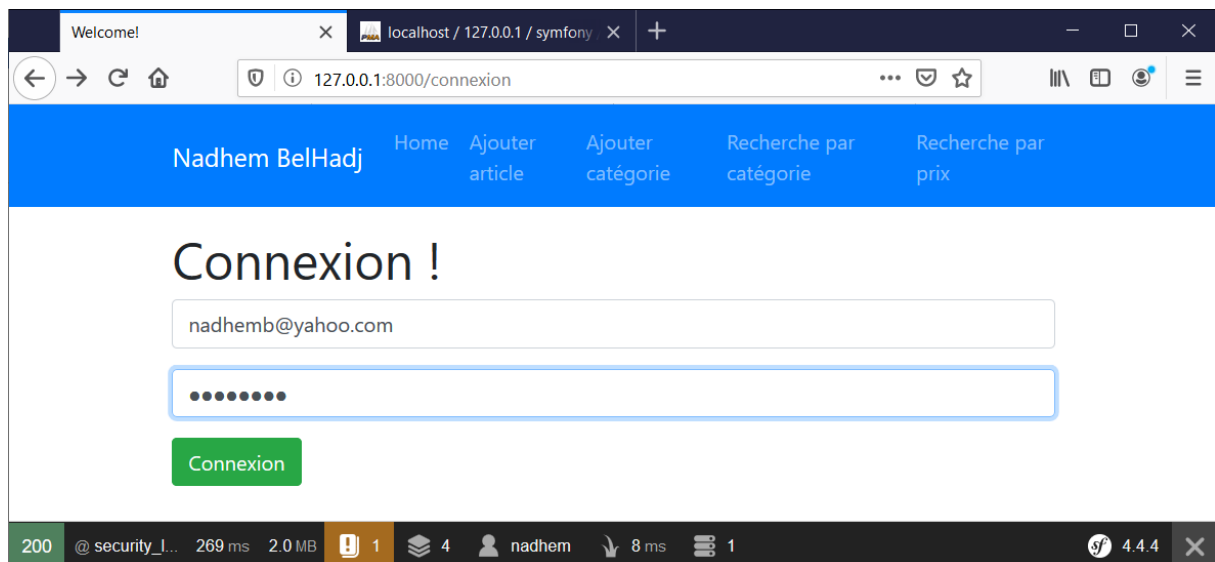 Welcome!
localhost / 127.0.0.1 / symfony /
127.0.0.1:8000/connexion
Nadhem BelHadj
Home
Ajouter
article
Ajouter
catégorie
Recherche par
catégorie
Recherche par
prix
Connexion !
nadhemb@yahoo.com
●●●●●●●●
Connexion
200 @ security_l... 269 ms 2.0 MB 1 4 nadhem 8 ms 1 sf 4.4.4